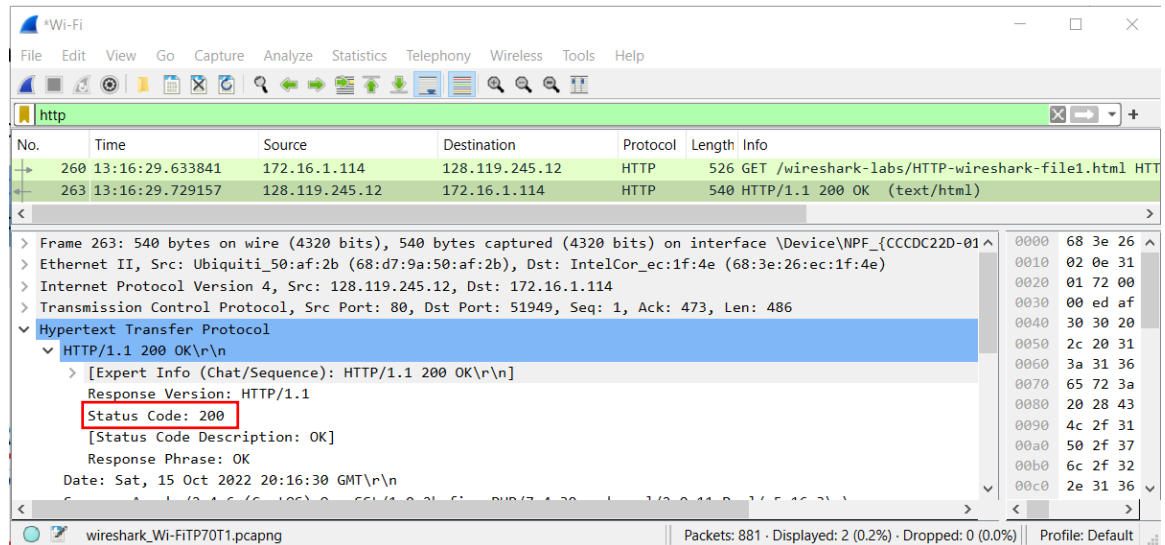 *Wi-Fi
File Edit View Go Capture Analyze Statistics Telephony Wireless Tools Help
http
No. Time Source Destination Protocol Length Info
260 13:16:29.633841 172.16.1.114 128.119.245.12 HTTP 526 GET /wireshark-labs/HTTP-wireshark-file1.html HTT
263 13:16:29.729157 128.119.245.12 172.16.1.114 HTTP 540 HTTP/1.1 200 OK (text/html)
Frame 263: 540 bytes on wire (4320 bits), 540 bytes captured (4320 bits) on interface \Device\NPF_{CCCDC22D-01
Ethernet II, Src: Ubiquiti_50:af:2b (68:d7:9a:50:af:2b), Dst: IntelCor_ec:1f:4e (68:3e:26:ec:1f:4e)
Internet Protocol Version 4, Src: 128.119.245.12, Dst: 172.16.1.114
Transmission Control Protocol, Src Port: 80, Dst Port: 51949, Seq: 1, Ack: 473, Len: 486
Hypertext Transfer Protocol
HTTP/1.1 200 OK\r\n
[Expert Info (Chat/Sequence): HTTP/1.1 200 OK\r\n]
Response Version: HTTP/1.1
Status Code: 200
[Status Code Description: OK]
Response Phrase: OK
Date: Sat, 15 Oct 2022 20:16:30 GMT\r\n
0000 68 3e 26
0010 02 0e 31
0020 01 72 00
0030 00 ed af
0040 30 30 20
0050 2c 20 31
0060 3a 31 36
0070 65 72 3a
0080 20 28 43
0090 4c 2f 31
00a0 50 2f 37
00b0 6c 2f 32
00c0 2e 31 36
wireshark_Wi-FiTP70T1.pcapng Packets: 881 · Displayed: 2 (0.2%) · Dropped: 0 (0.0%) Profile: Default